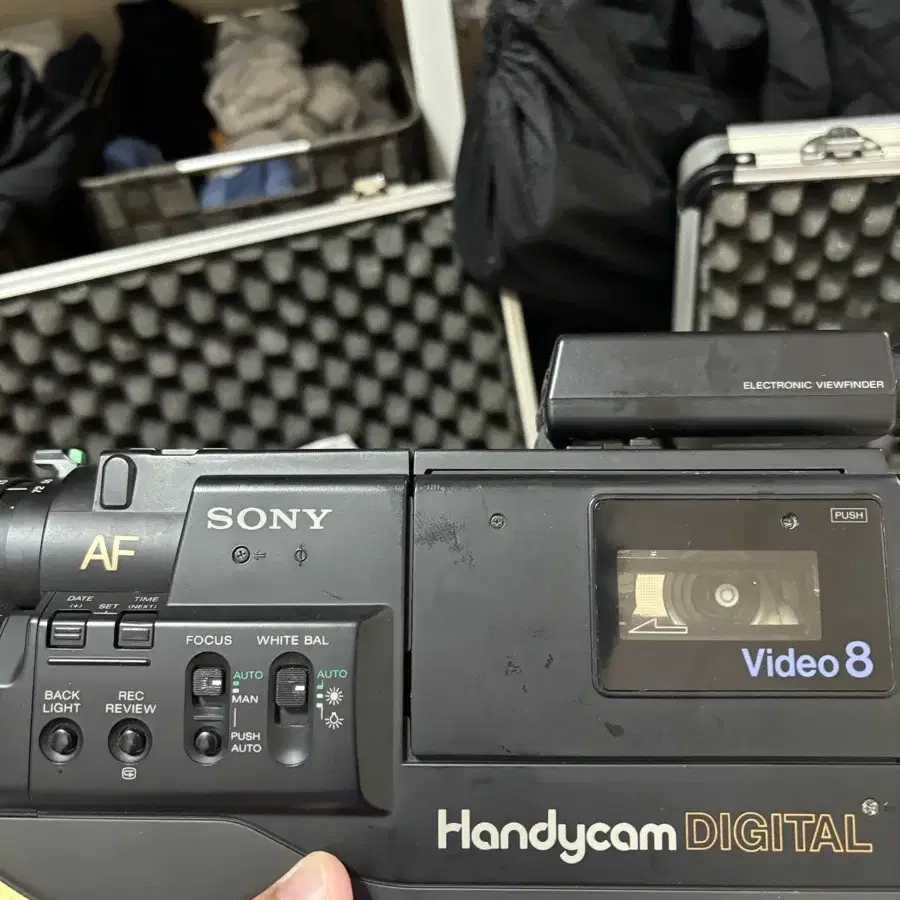 ELECTRONIC VIEWFINDER
SONY
PUSH
AF
DATE
(+)
SET
TIME
(NEXT)
FOCUS
WHITE BAL
AUTO
MAN
PUSH
AUTO
AUTO
BACK
LIGHT
REC
REVIEW
Video 8
Handycam DIGITAL